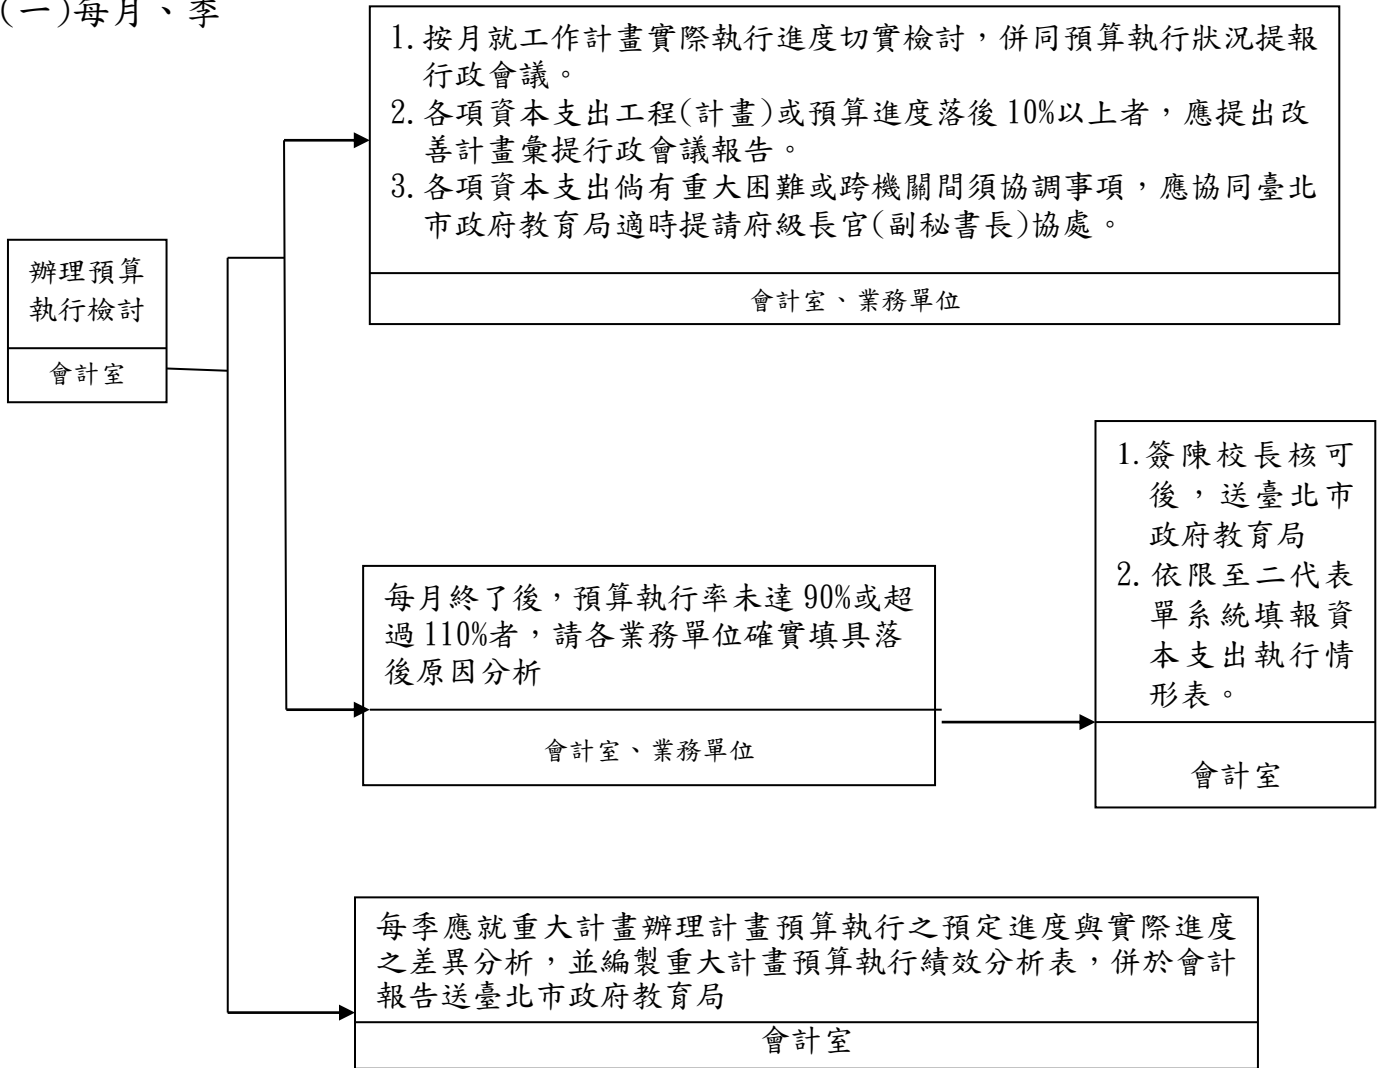 (一)每月、季
1.按月就工作計畫實際執行進度切實檢討，併同預算執行狀況提報
行政會議。
2.各項資本支出工程(計畫)或預算進度落後 10%以上者，應提出改
善計畫彙提行政會議報告。
3.各項資本支出倘有重大困難或跨機關間須協調事項，應協同臺北
市政府教育局適時提請府級長官(副秘書長)協處。
會計室、業務單位
辦理預算
執行檢討
會計室
1.簽陳校長核可
後，送臺北市
政府教育局
2.依限至二代表
單系統填報資
本支出執行情
形表。
會計室
每月終了後，預算執行率未達 90%或超
過 110%者，請各業務單位確實填具落
後原因分析
會計室、業務單位
每季應就重大計畫辦理計畫預算執行之預定進度與實際進度
之差異分析，並編製重大計畫預算執行績效分析表，併於會計
報告送臺北市政府教育局
會計室